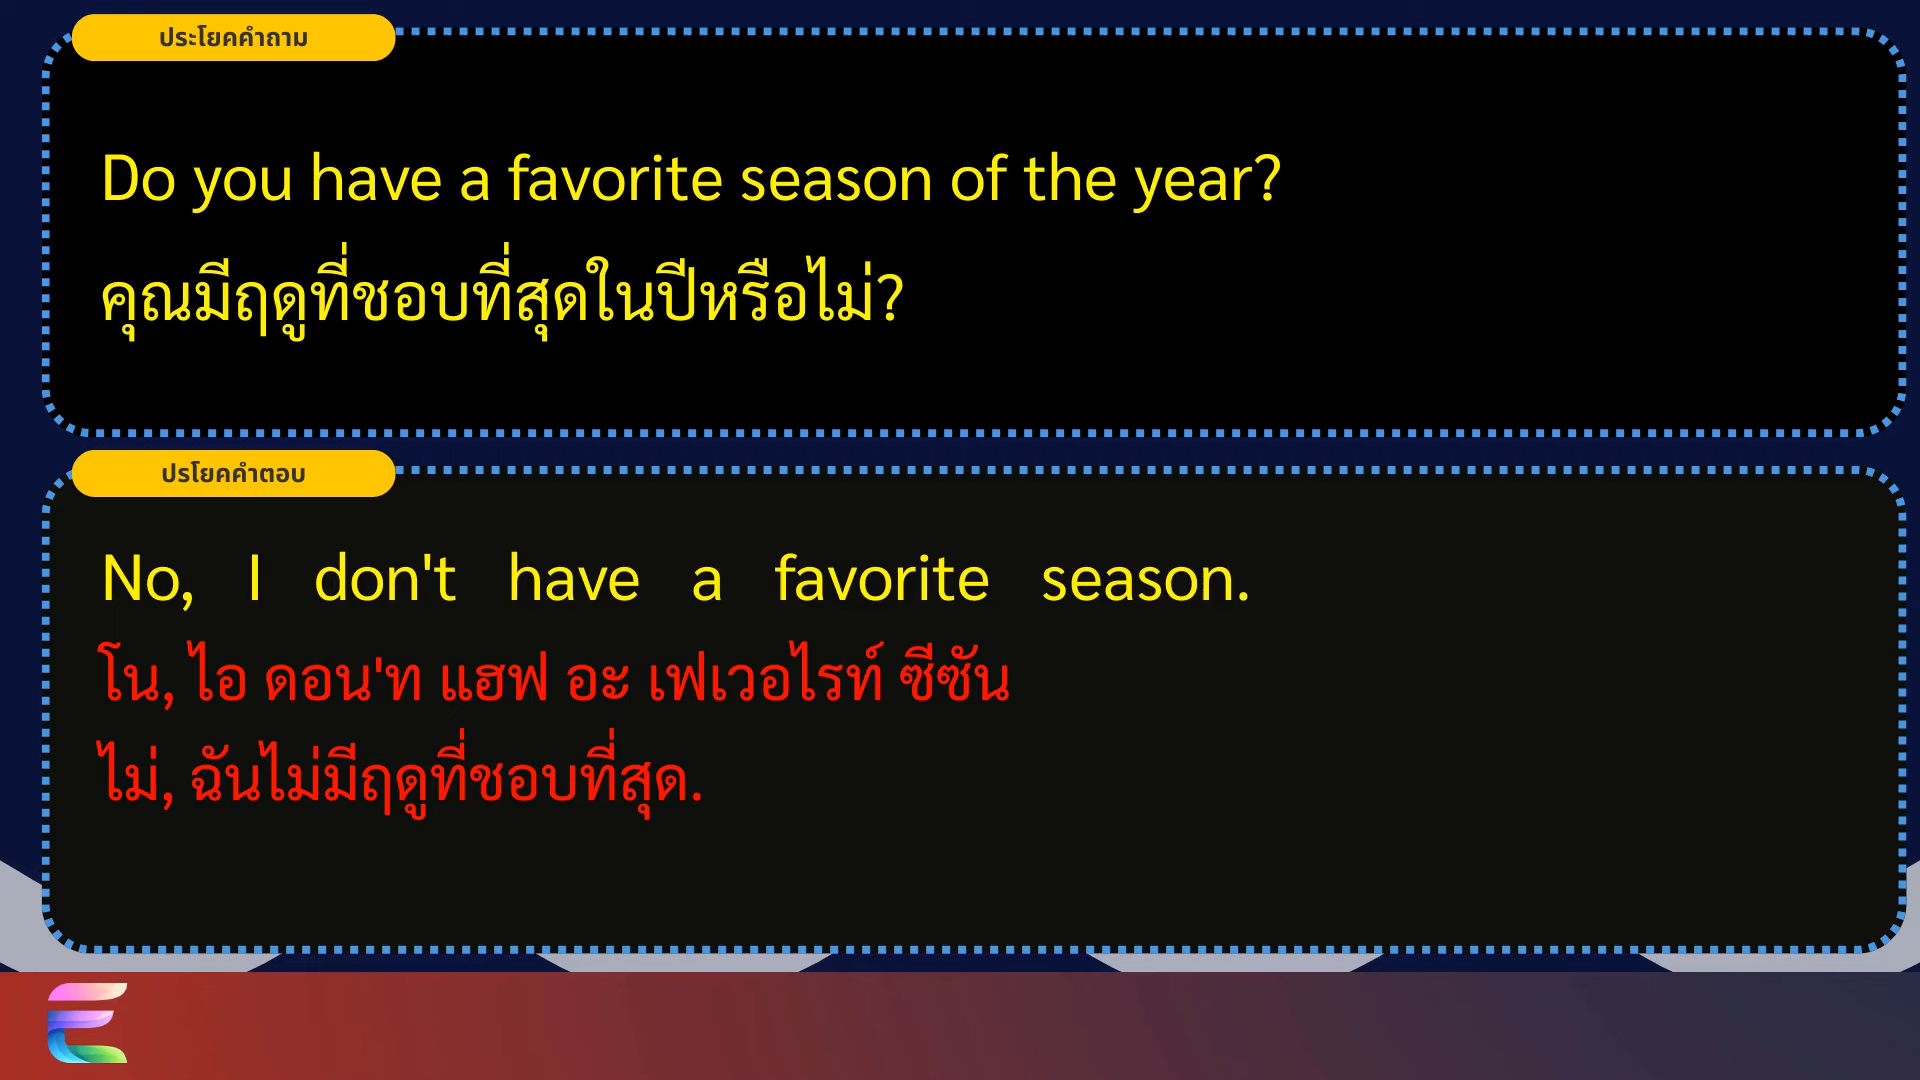 ประโยคคำถาม
Do you have a favorite season of the year?
คุณมีฤดูที่ชอบที่สุดในปีหรือไม่?
ปรโยคคำตอบ
No, I don't have a favorite season.
โน, ไอ ดอน'ท แฮฟ อะ เฟเวอไรท์ ซีซัน
ไม่, ฉันไม่มีฤดูที่ชอบที่สุด.